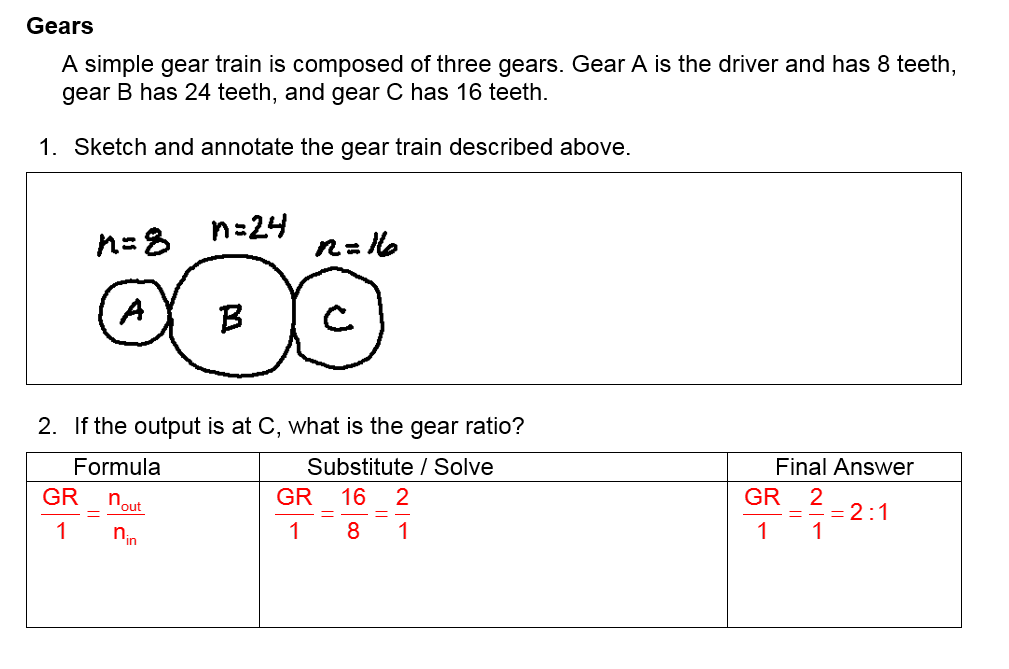 Gears
A simple gear train is composed of three gears. Gear A is the driver and has 8 teeth,
gear B has 24 teeth, and gear C has 16 teeth.
1. Sketch and annotate the gear train described above.
n=8 n=24 n=16
A B C
2. If the output is at C, what is the gear ratio?
Formula Substitute / Solve Final Answer
GR/1 = n_out/n_in GR/1 = 16/8 = 2/1 GR/1 = 2/1 = 2:1